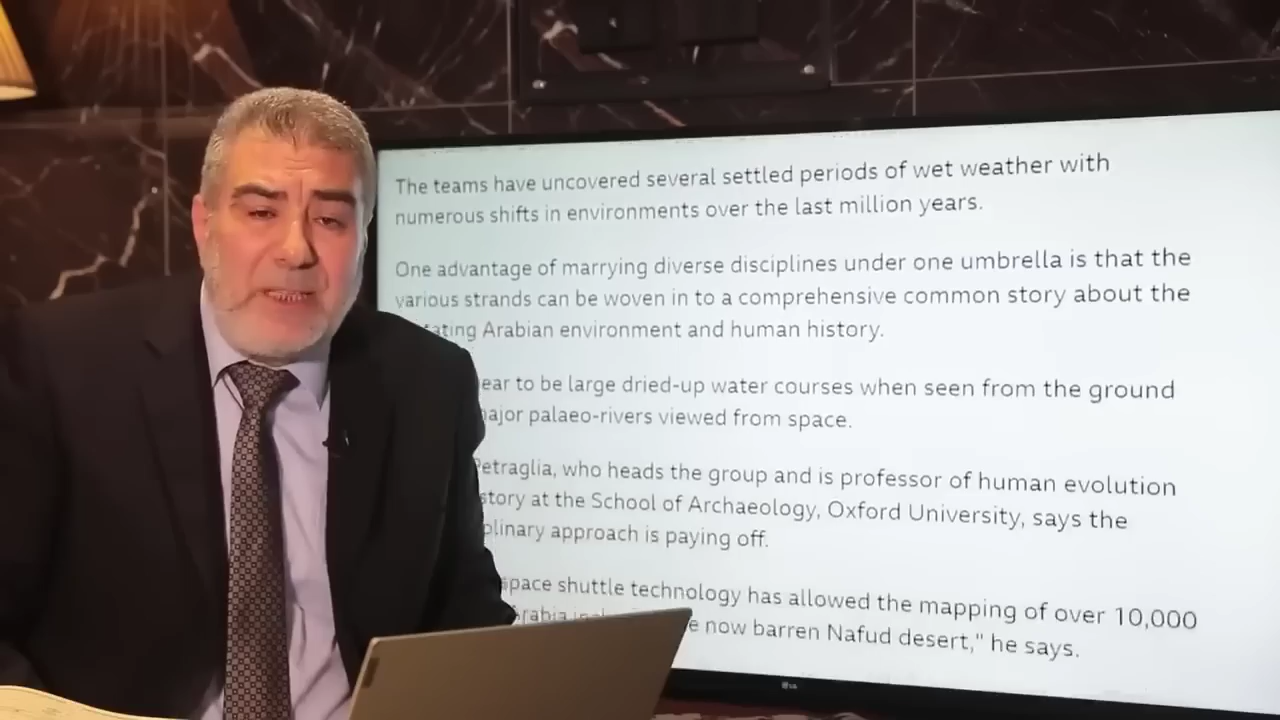 The teams have uncovered several settled periods of wet weather with
numerous shifts in environments over the last million years.
One advantage of marrying diverse disciplines under one umbrella is that the
various strands can be woven in to a comprehensive common story about the
Arabian environment and human history.
to be large dried-up water courses when seen from the ground
palaeo-rivers viewed from space.
Petraglia, who heads the group and is professor of human evolution
at the School of Archaeology, Oxford University, says the
approach is paying off.
space shuttle technology has allowed the mapping of over 10,000
now barren Nafud desert," he says.
LG